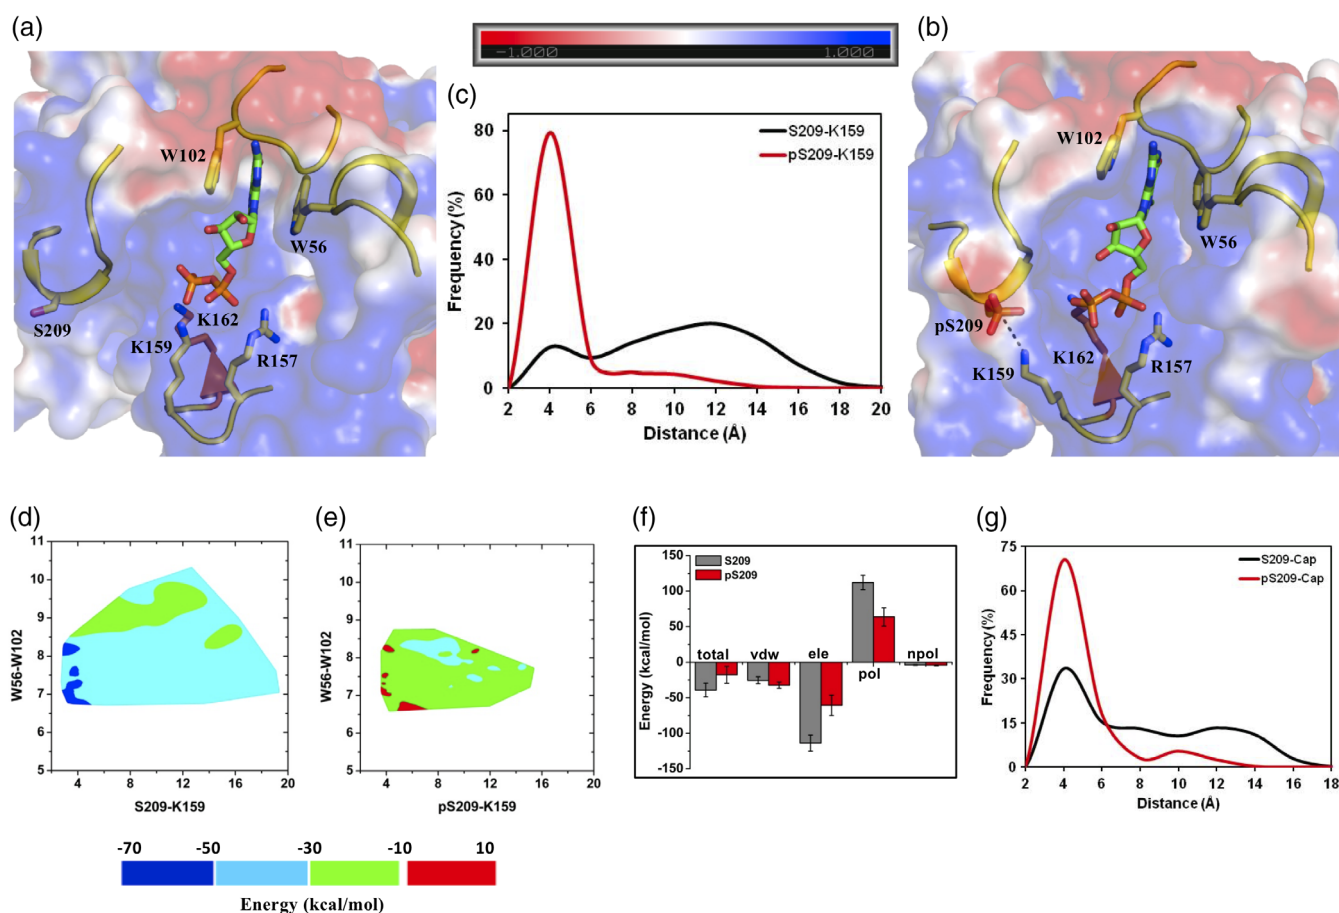 (a)
-1.000
1.000
(b)
W102
W56
S209
K162
K159
R157
(c)
S209-K159
pS209-K159
Frequency (%)
80
60
40
20
0
2 4 6 8 10 12 14 16 18 20
Distance (Å)
W102
W56
pS209
K162
K159
R157
(d)
W56-W102
11
10
9
8
7
6
5
4 8 12 16 20
S209-K159
(e)
11
10
9
8
7
6
5
4 8 12 16 20
pS209-K159
-70 -50 -30 -10 10
Energy (kcal/mol)
(f)
S209
pS209
Energy (kcal/mol)
150
100
50
0
-50
-100
-150
total vdw ele pol npol
(g)
S209-Cap
pS209-Cap
Frequency (%)
75
60
45
30
15
0
2 4 6 8 10 12 14 16 18
Distance (Å)